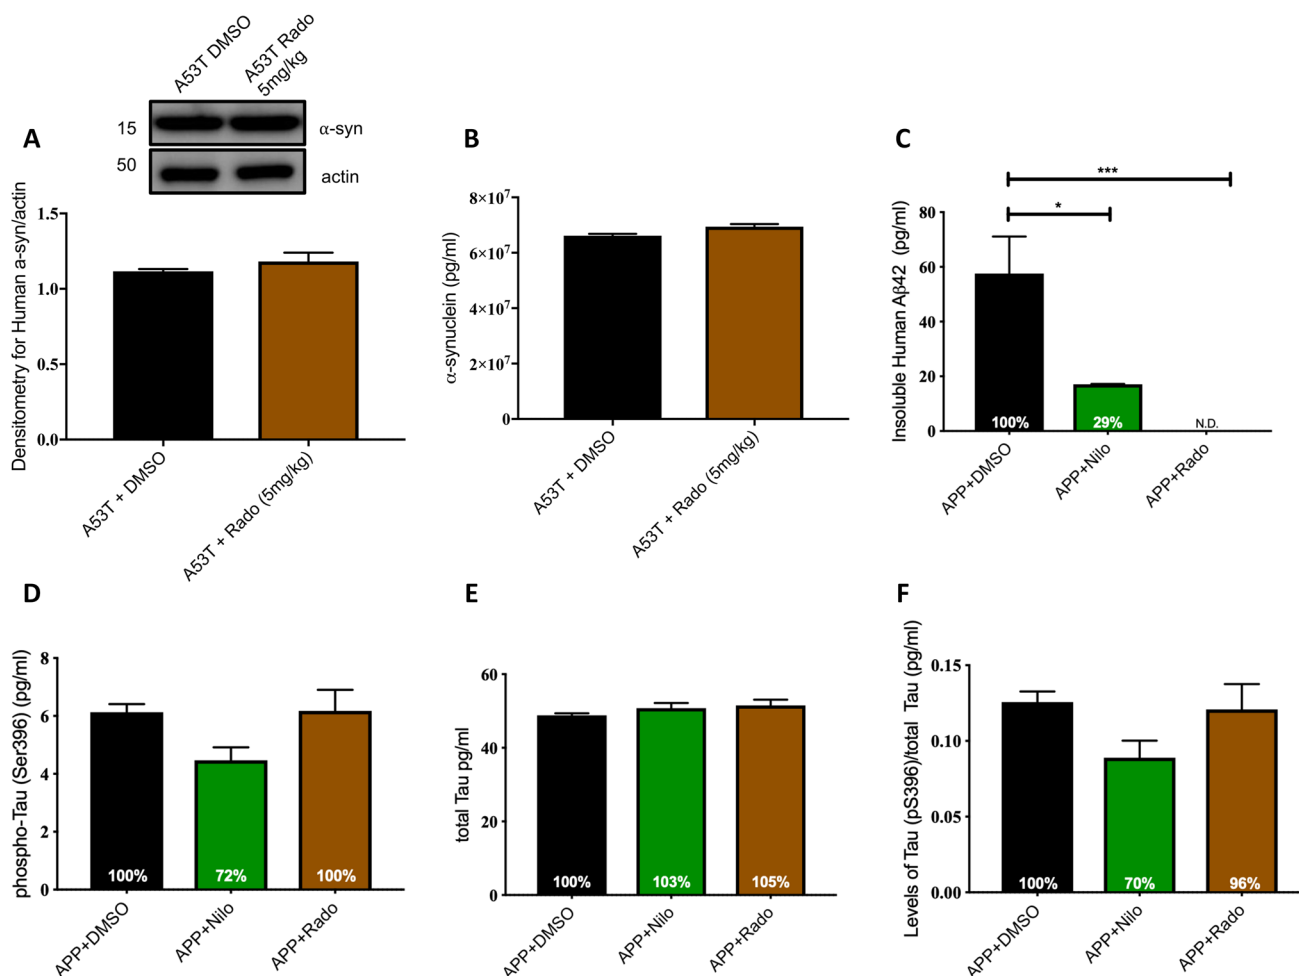 A
A53T DMSO
A53T Rado
5mg/kg
15
α-syn
50
actin
Densitometry for Human a-syn/actin
1.5
1.0
0.5
0.0
A53T + DMSO
A53T + Rado (5mg/kg)
B
α-synuclein (pg/ml)
8×10⁷
6×10⁷
4×10⁷
2×10⁷
0
A53T + DMSO
A53T + Rado (5mg/kg)
C
***
*
Insoluble Human Aβ42 (pg/ml)
80
60
40
20
0
100%
29%
N.D.
APP+DMSO
APP+Nilo
APP+Rado
D
phospho-Tau (Ser396) (pg/ml)
8
6
4
2
0
100%
72%
100%
APP+DMSO
APP+Nilo
APP+Rado
E
total Tau pg/ml
60
40
20
0
100%
103%
105%
APP+DMSO
APP+Nilo
APP+Rado
F
Levels of Tau (pS396)/total Tau (pg/ml)
0.15
0.10
0.05
0.00
100%
70%
96%
APP+DMSO
APP+Nilo
APP+Rado